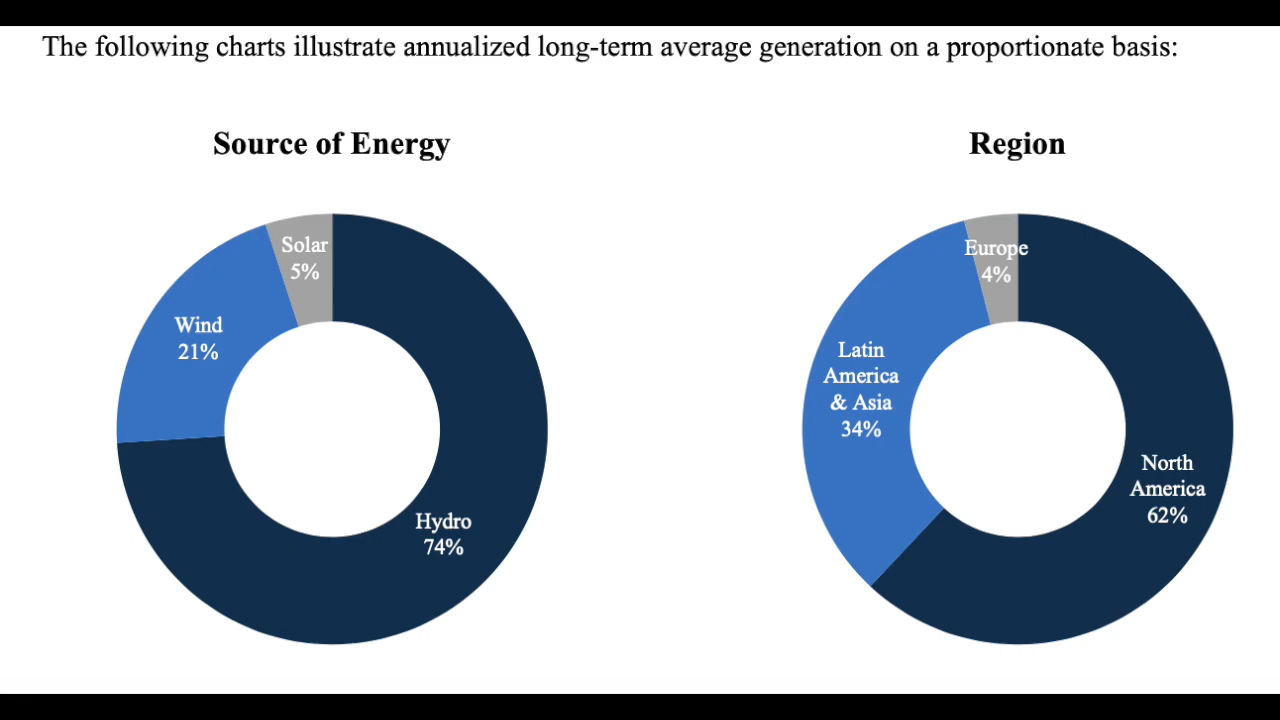 The following charts illustrate annualized long-term average generation on a proportionate basis:
Source of Energy
Solar
5%
Wind
21%
Hydro
74%
Region
Europe
4%
Latin
America
& Asia
34%
North
America
62%